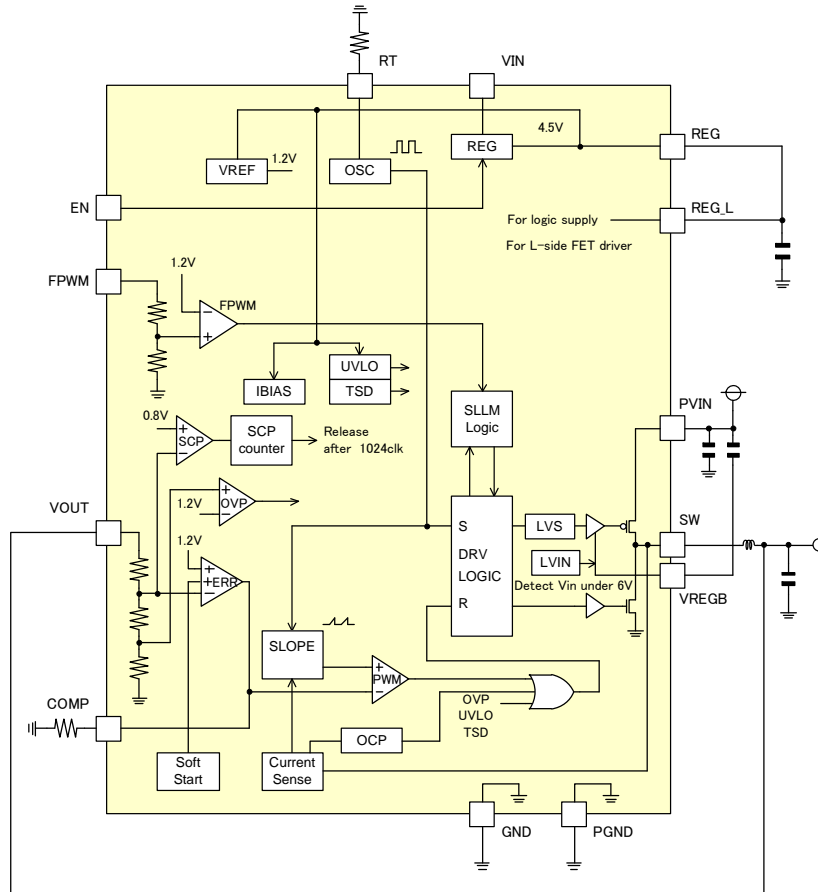 RT
VIN
4.5V
REG
VREF
1.2V
OSC
REG
EN
REG_L
For logic supply
For L-side FET driver
FPWM
1.2V
FPWM
UVLO
IBIAS
TSD
SLLM
Logic
PVIN
0.8V
SCP
SCP
counter
Release
after 1024clk
VOUT
1.2V
OVP
SW
S
LVS
DRV
LOGIC
LVIN
1.2V
ERR
Detect Vin under 6V
VREGB
R
SLOPE
PWM
COMP
OVP
UVLO
TSD
OCP
Soft
Start
Current
Sense
GND
PGND